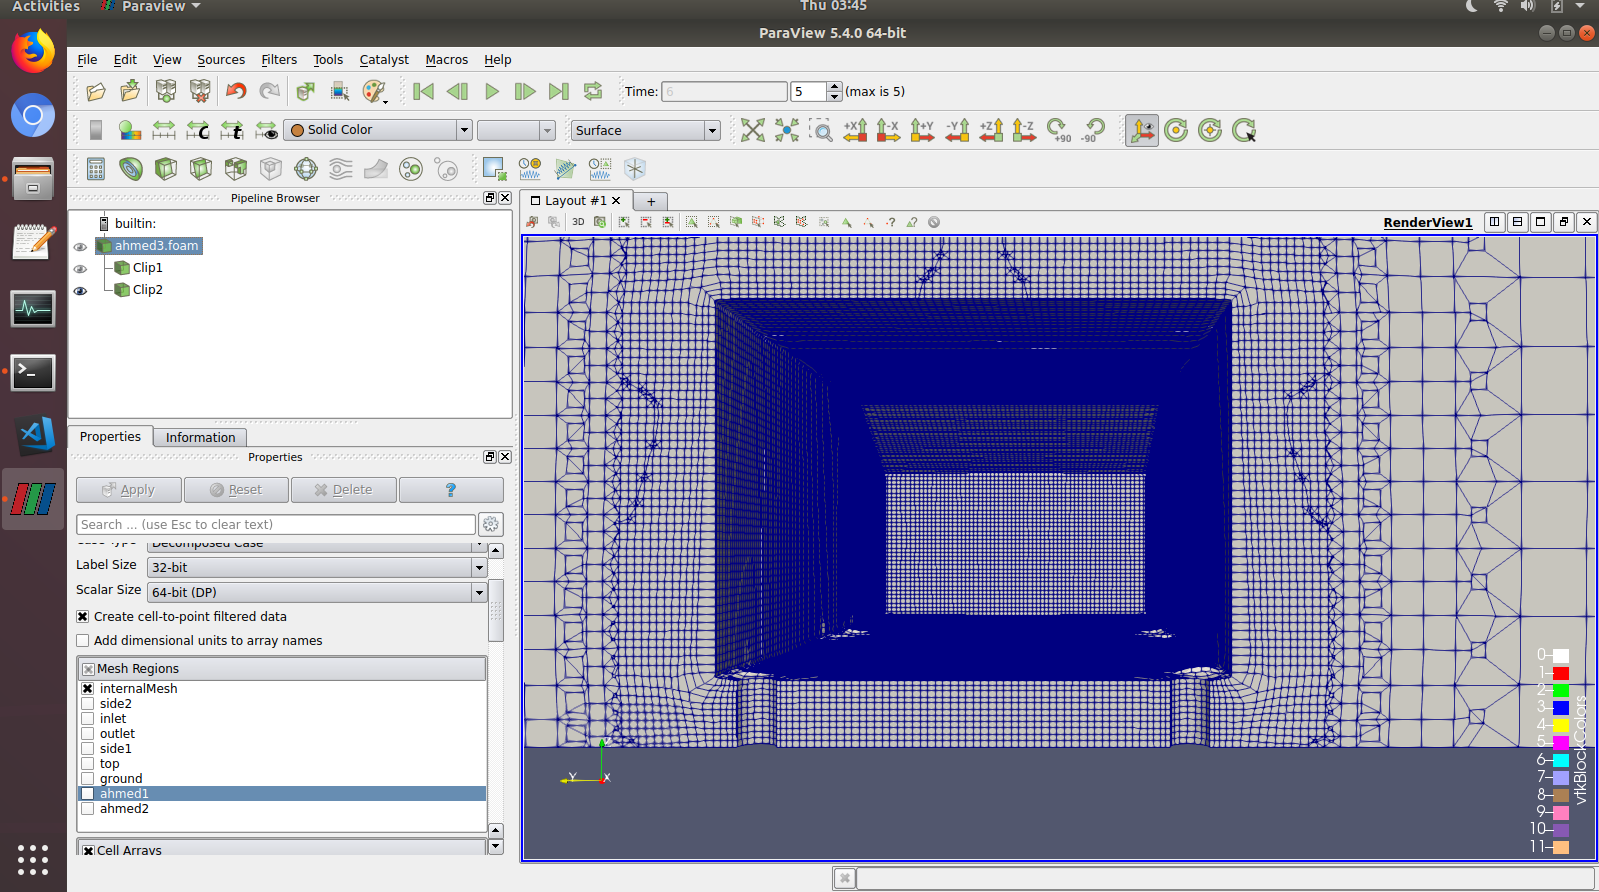 Activities Paraview Thu 03:45
ParaView 5.4.0 64-bit
File Edit View Sources Filters Tools Catalyst Macros Help
Time: 6 5 (max is 5)
C t Solid Color Surface +X -X +Y -Y +Z -Z +90 -90
Pipeline Browser
builtin:
ahmed3.foam
Clip1
Clip2
Properties Information
Properties
Apply Reset Delete ?
Search ... (use Esc to clear text)
Case Type Decomposed Case
Label Size 32-bit
Scalar Size 64-bit (DP)
Create cell-to-point filtered data
Add dimensional units to array names
Mesh Regions
internalMesh
side2
inlet
outlet
side1
top
ground
ahmed1
ahmed2
Cell Arrays
Layout #1 +
3D RenderView1
Y X
0
1
2
3
4
5
6
7
8
9
10
11
vtkBlockColors